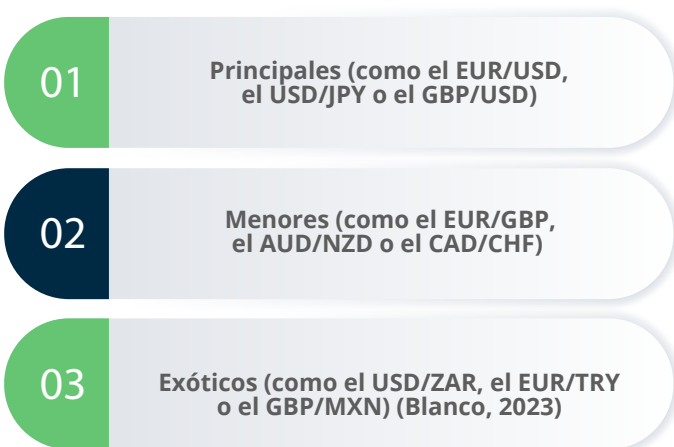 01
Principales (como el EUR/USD,
el USD/JPY o el GBP/USD)
02
Menores (como el EUR/GBP,
el AUD/NZD o el CAD/CHF)
03
Exóticos (como el USD/ZAR, el EUR/TRY
o el GBP/MXN) (Blanco, 2023)